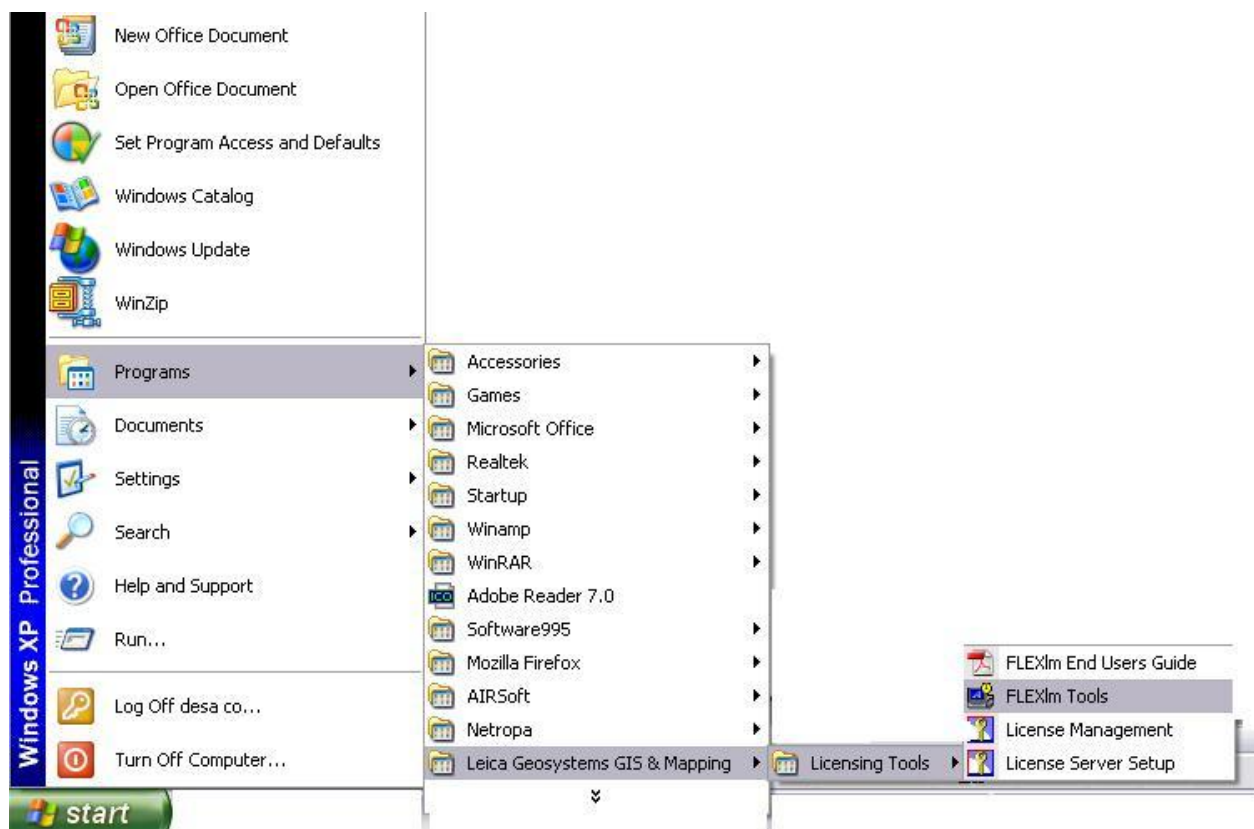 New Office Document
Open Office Document
Set Program Access and Defaults
Windows Catalog
Windows Update
WinZip
Programs
Documents
Settings
Search
Help and Support
Run...
Log Off desa co...
Turn Off Computer...
Windows XP Professional
start
Accessories
Games
Microsoft Office
Realtek
Startup
Winamp
WinRAR
ICO
Adobe Reader 7.0
Software995
Mozilla Firefox
AIRSoft
Netropa
Leica Geosystems GIS & Mapping
Licensing Tools
FLEXlm End Users Guide
FLEXlm Tools
License Management
License Server Setup